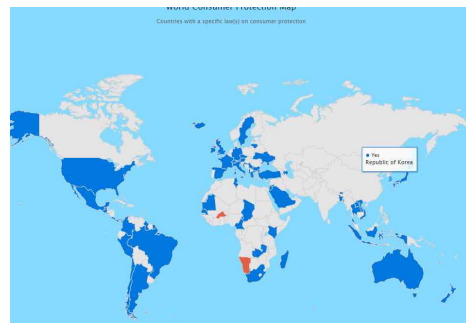 World Consumer Protection Map
Countries with a specific law(s) on consumer protection
Yes
Republic of Korea